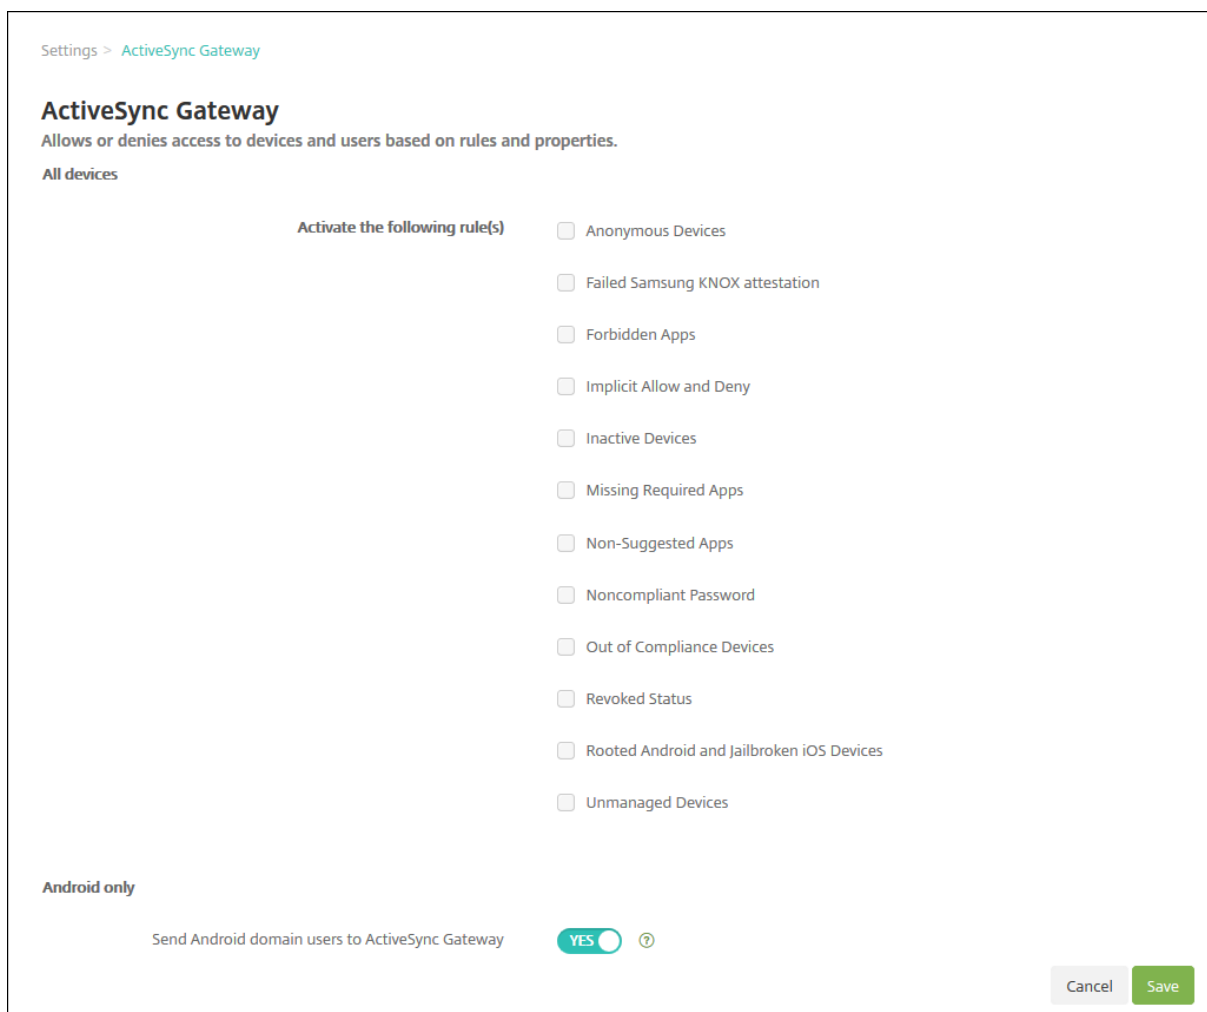 Settings > ActiveSync Gateway
ActiveSync Gateway
Allows or denies access to devices and users based on rules and properties.
All devices
Activate the following rule(s)
Anonymous Devices
Failed Samsung KNOX attestation
Forbidden Apps
Implicit Allow and Deny
Inactive Devices
Missing Required Apps
Non-Suggested Apps
Noncompliant Password
Out of Compliance Devices
Revoked Status
Rooted Android and Jailbroken iOS Devices
Unmanaged Devices
Android only
Send Android domain users to ActiveSync Gateway YES ?
Cancel Save